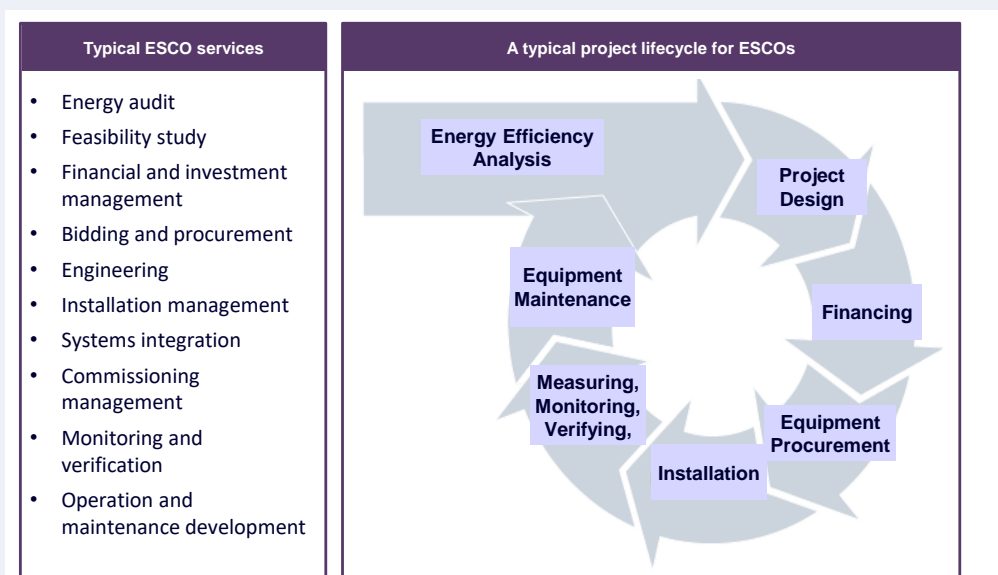 Typical ESCO services
• Energy audit
• Feasibility study
• Financial and investment
management
• Bidding and procurement
• Engineering
• Installation management
• Systems integration
• Commissioning
management
• Monitoring and
verification
• Operation and
maintenance development
A typical project lifecycle for ESCOs
Energy Efficiency
Analysis
Project
Design
Financing
Equipment
Procurement
Installation
Measuring,
Monitoring,
Verifying,
Equipment
Maintenance